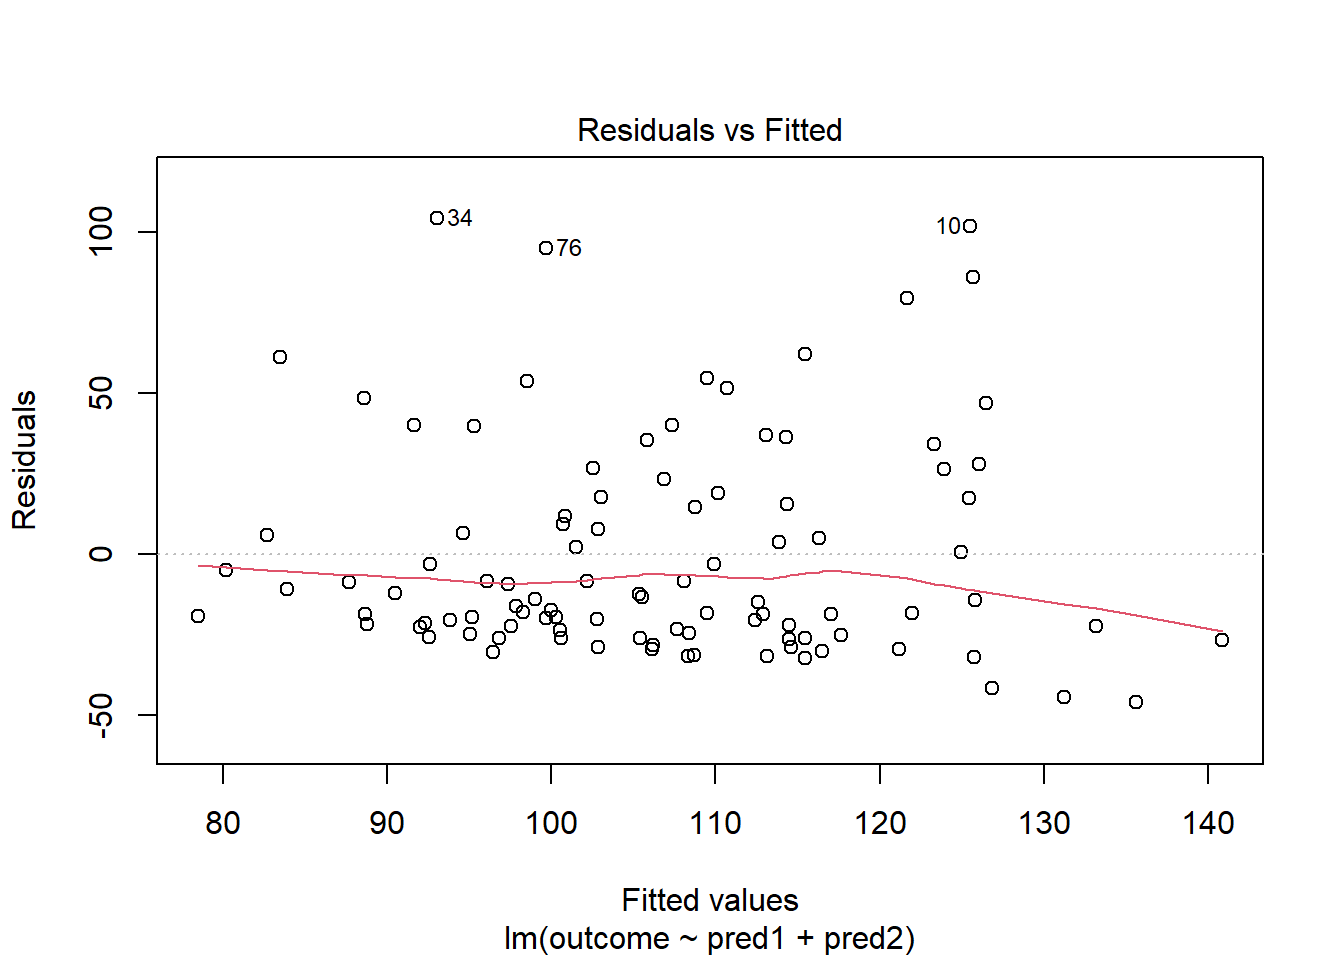 Residuals vs Fitted
100
50
0
-50
Residuals
34
76
10
80 90 100 110 120 130 140
Fitted values
lm(outcome ~ pred1 + pred2)